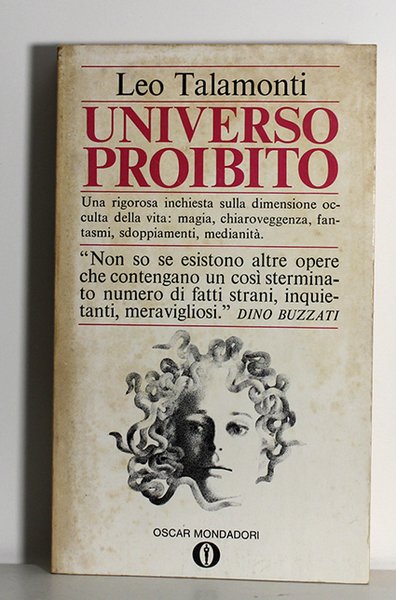 Leo Talamonti
UNIVERSO
PROIBITO
Una rigorosa inchiesta sulla dimensione oc-
culta della vita: magia, chiaroveggenza, fan-
tasmi, sdoppiamenti, medianità.
“Non so se esistono altre opere
che contengano un così stermina-
to numero di fatti strani, inquie-
tanti, meravigliosi.” DINO BUZZATI
OSCAR MONDADORI